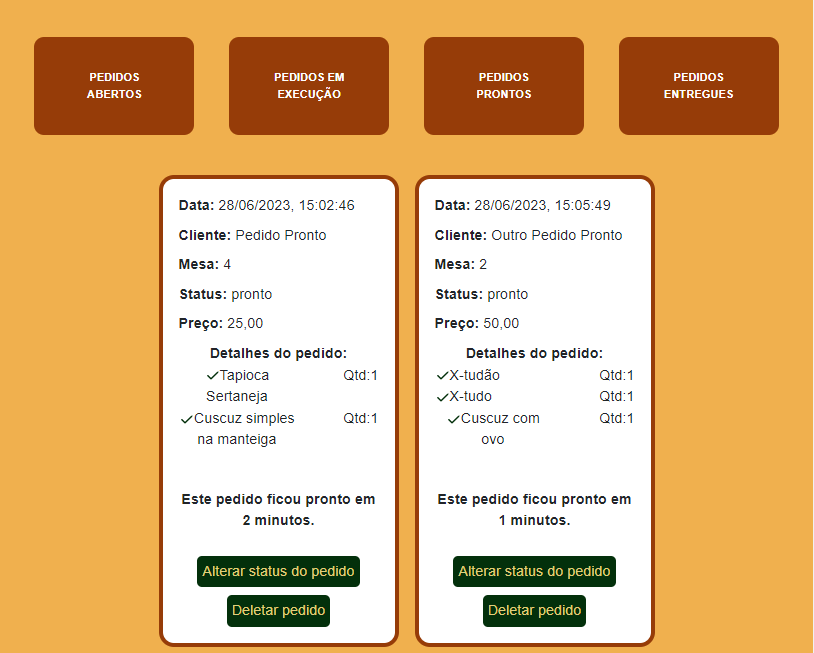 PEDIDOS
ABERTOS
PEDIDOS EM
EXECUÇÃO
PEDIDOS
PRONTOS
PEDIDOS
ENTREGUES
Data: 28/06/2023, 15:02:46
Cliente: Pedido Pronto
Mesa: 4
Status: pronto
Preço: 25,00
Detalhes do pedido:
Tapioca Qtd:1
Sertaneja
Cuscuz simples Qtd:1
na manteiga
Este pedido ficou pronto em
2 minutos.
Alterar status do pedido
Deletar pedido
Data: 28/06/2023, 15:05:49
Cliente: Outro Pedido Pronto
Mesa: 2
Status: pronto
Preço: 50,00
Detalhes do pedido:
X-tudão Qtd:1
X-tudo Qtd:1
Cuscuz com Qtd:1
ovo
Este pedido ficou pronto em
1 minutos.
Alterar status do pedido
Deletar pedido